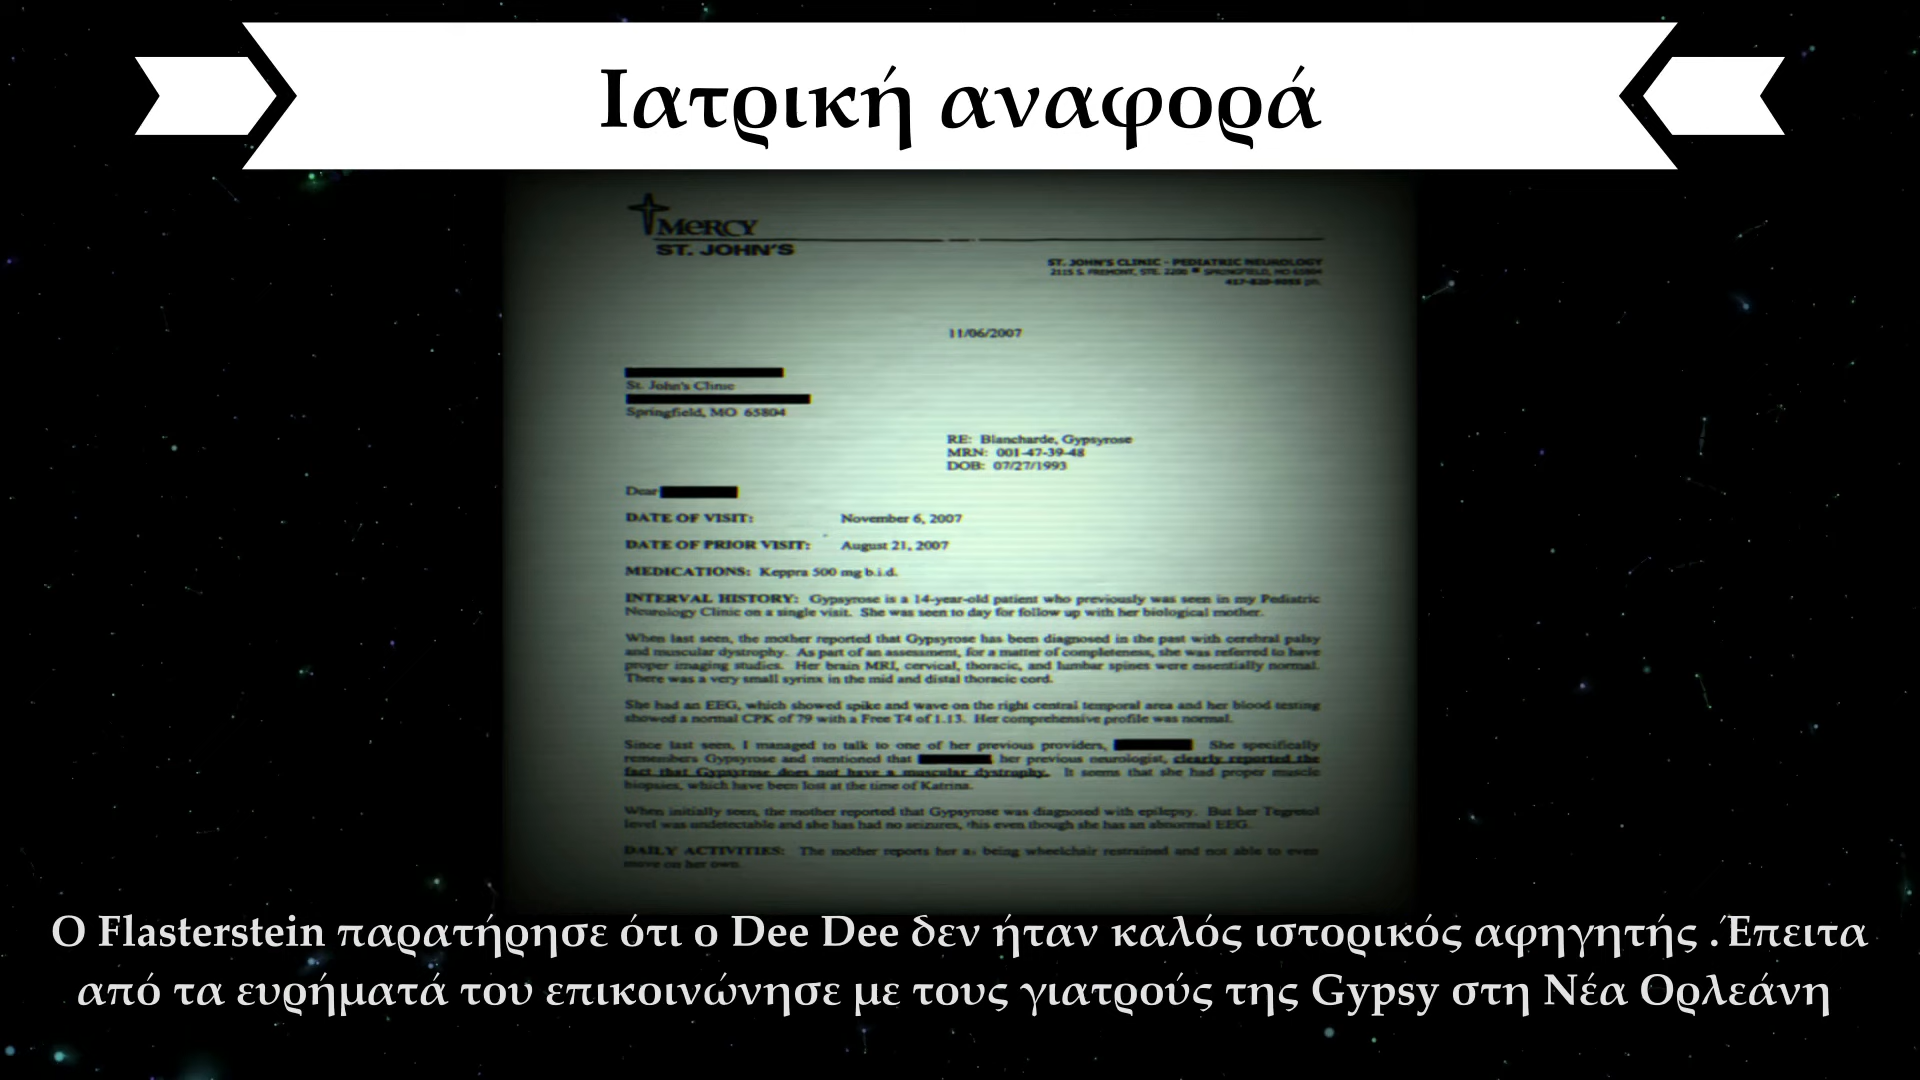 Ιατρική αναφορά
MERCY
ST. JOHN'S
ST. JOHN'S CLINIC - PEDIATRIC NEUROLOGY
2115 S. FREMONT, STE. 2200 ■ SPRINGFIELD, MO 65804
417-820-5093 ph.
11/06/2007
St. John's Clinic
Springfield, MO 65804
RE: Blancharde, Gypsyrose
MRN: 001-47-39-48
DOB: 07/27/1993
Dear
DATE OF VISIT: November 6, 2007
DATE OF PRIOR VISIT: August 21, 2007
MEDICATIONS: Keppra 500 mg b.i.d.
INTERVAL HISTORY: Gypsyrose is a 14-year-old patient who previously was seen in my Pediatric
Neurology Clinic on a single visit. She was seen to day for follow up with her biological mother.
When last seen, the mother reported that Gypsyrose has been diagnosed in the past with cerebral palsy
and muscular dystrophy. As part of an assessment, for a matter of completeness, she was referred to have
proper imaging studies. Her brain MRI, cervical, thoracic, and lumbar spines were essentially normal.
There was a very small syrinx in the mid and distal thoracic cord.
She had an EEG, which showed spike and wave on the right central temporal area and her blood testing
showed a normal CPK of 79 with a Free T4 of 1.13. Her comprehensive profile was normal.
Since last seen, I managed to talk to one of her previous providers, She specifically
remembers Gypsyrose and mentioned that her previous neurologist, clearly reported the
fact that Gypsyrose does not have a muscular dystrophy. It seems that she had proper muscle
biopsies, which have been lost at the time of Katrina.
When initially seen, the mother reported that Gypsyrose was diagnosed with epilepsy. But her Tegretol
level was undetectable and she has had no seizures, this even though she has an abnormal EEG.
DAILY ACTIVITIES: The mother reports her as being wheelchair restrained and not able to even
move on her own.
Ο Flasterstein παρατήρησε ότι ο Dee Dee δεν ήταν καλός ιστορικός αφηγητής .Έπειτα
από τα ευρήματά του επικοινώνησε με τους γιατρούς της Gypsy στη Νέα Ορλεάνη